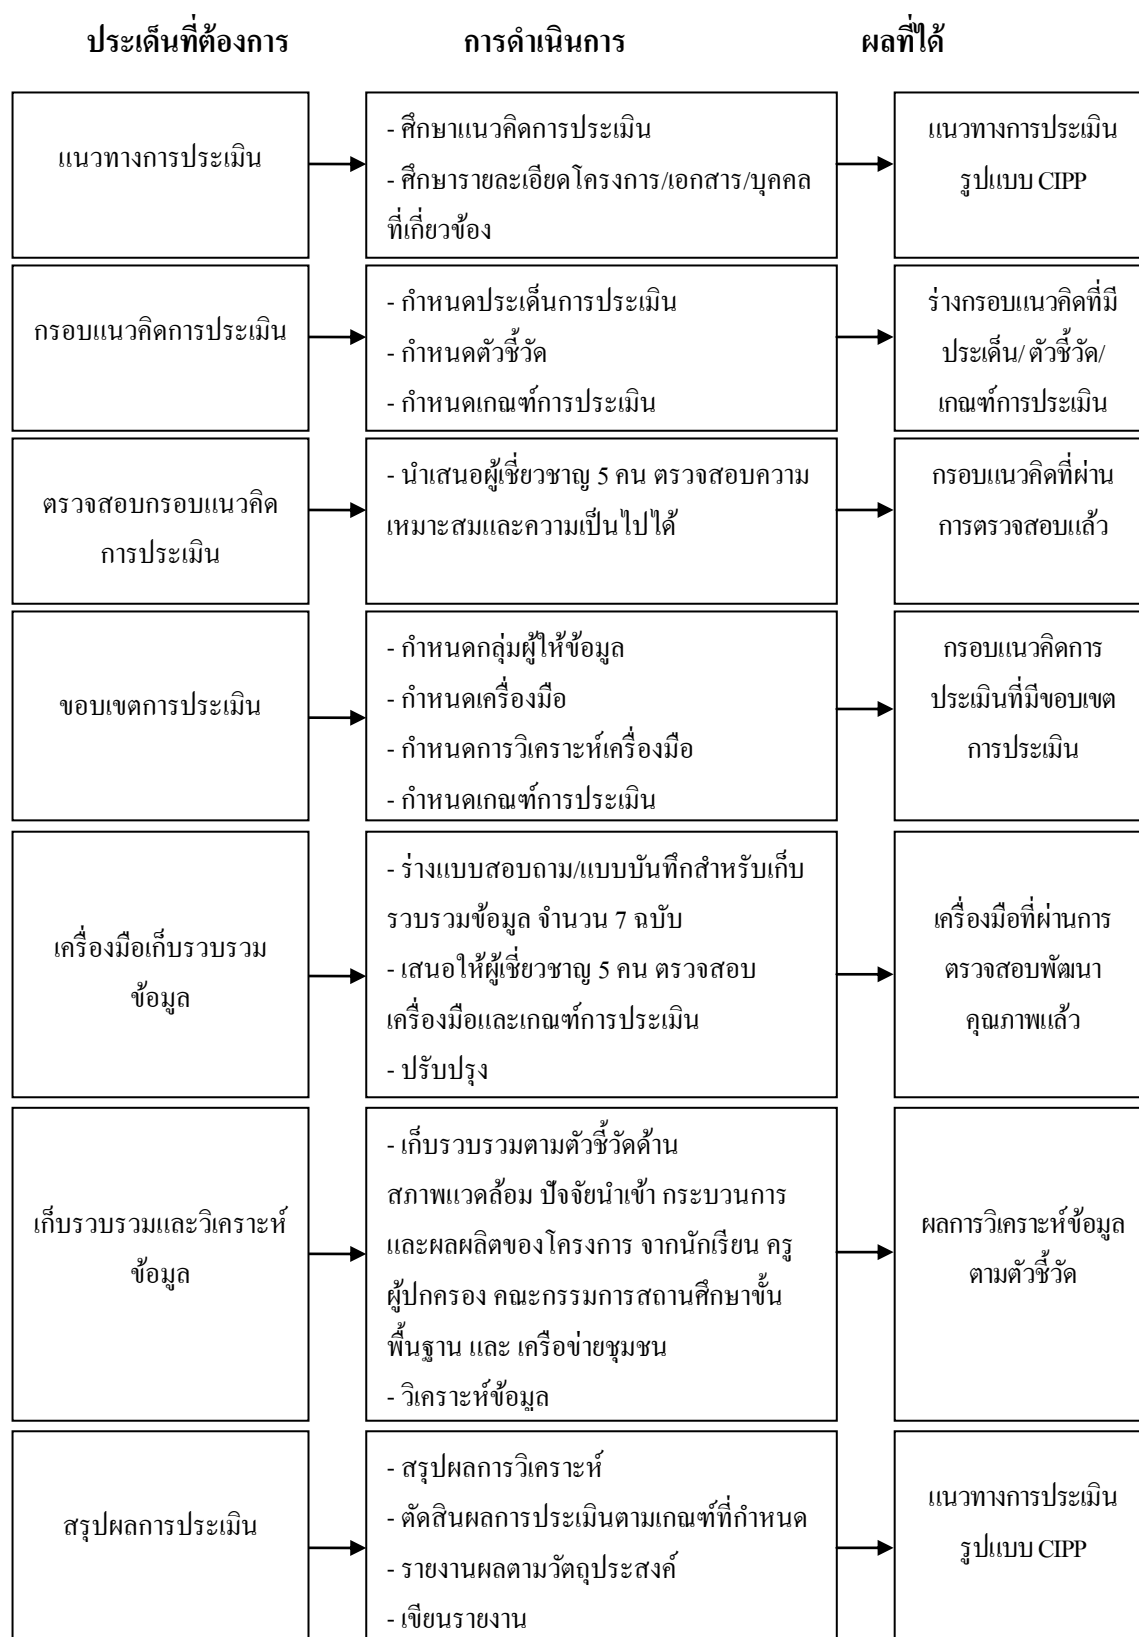 ประเด็นที่ต้องการ
การดำเนินการ
ผลที่ได้
แนวทางการประเมิน
- ศึกษาแนวคิดการประเมิน
- ศึกษารายละเอียดโครงการ/เอกสาร/บุคคล
ที่เกี่ยวข้อง
แนวทางการประเมิน
รูปแบบ CIPP
กรอบแนวคิดการประเมิน
- กำหนดประเด็นการประเมิน
- กำหนดตัวชี้วัด
- กำหนดเกณฑ์การประเมิน
ร่างกรอบแนวคิดที่มี
ประเด็น/ ตัวชี้วัด/
เกณฑ์การประเมิน
ตรวจสอบกรอบแนวคิด
การประเมิน
- นำเสนอผู้เชี่ยวชาญ 5 คน ตรวจสอบความ
เหมาะสมและความเป็นไปได้
กรอบแนวคิดที่ผ่าน
การตรวจสอบแล้ว
ขอบเขตการประเมิน
- กำหนดกลุ่มผู้ให้ข้อมูล
- กำหนดเครื่องมือ
- กำหนดการวิเคราะห์เครื่องมือ
- กำหนดเกณฑ์การประเมิน
กรอบแนวคิดการ
ประเมินที่มีขอบเขต
การประเมิน
เครื่องมือเก็บรวบรวม
ข้อมูล
- ร่างแบบสอบถาม/แบบบันทึกสำหรับเก็บ
รวบรวมข้อมูล จำนวน 7 ฉบับ
- เสนอให้ผู้เชี่ยวชาญ 5 คน ตรวจสอบ
เครื่องมือและเกณฑ์การประเมิน
- ปรับปรุง
เครื่องมือที่ผ่านการ
ตรวจสอบพัฒนา
คุณภาพแล้ว
เก็บรวบรวมและวิเคราะห์
ข้อมูล
- เก็บรวบรวมตามตัวชี้วัดด้าน
สภาพแวดล้อม ปัจจัยนำเข้า กระบวนการ
และผลผลิตของโครงการ จากนักเรียน ครู
ผู้ปกครอง คณะกรรมการสถานศึกษาขั้น
พื้นฐาน และ เครือข่ายชุมชน
- วิเคราะห์ข้อมูล
ผลการวิเคราะห์ข้อมูล
ตามตัวชี้วัด
สรุปผลการประเมิน
- สรุปผลการวิเคราะห์
- ตัดสินผลการประเมินตามเกณฑ์ที่กำหนด
- รายงานผลตามวัตถุประสงค์
- เขียนรายงาน
แนวทางการประเมิน
รูปแบบ CIPP